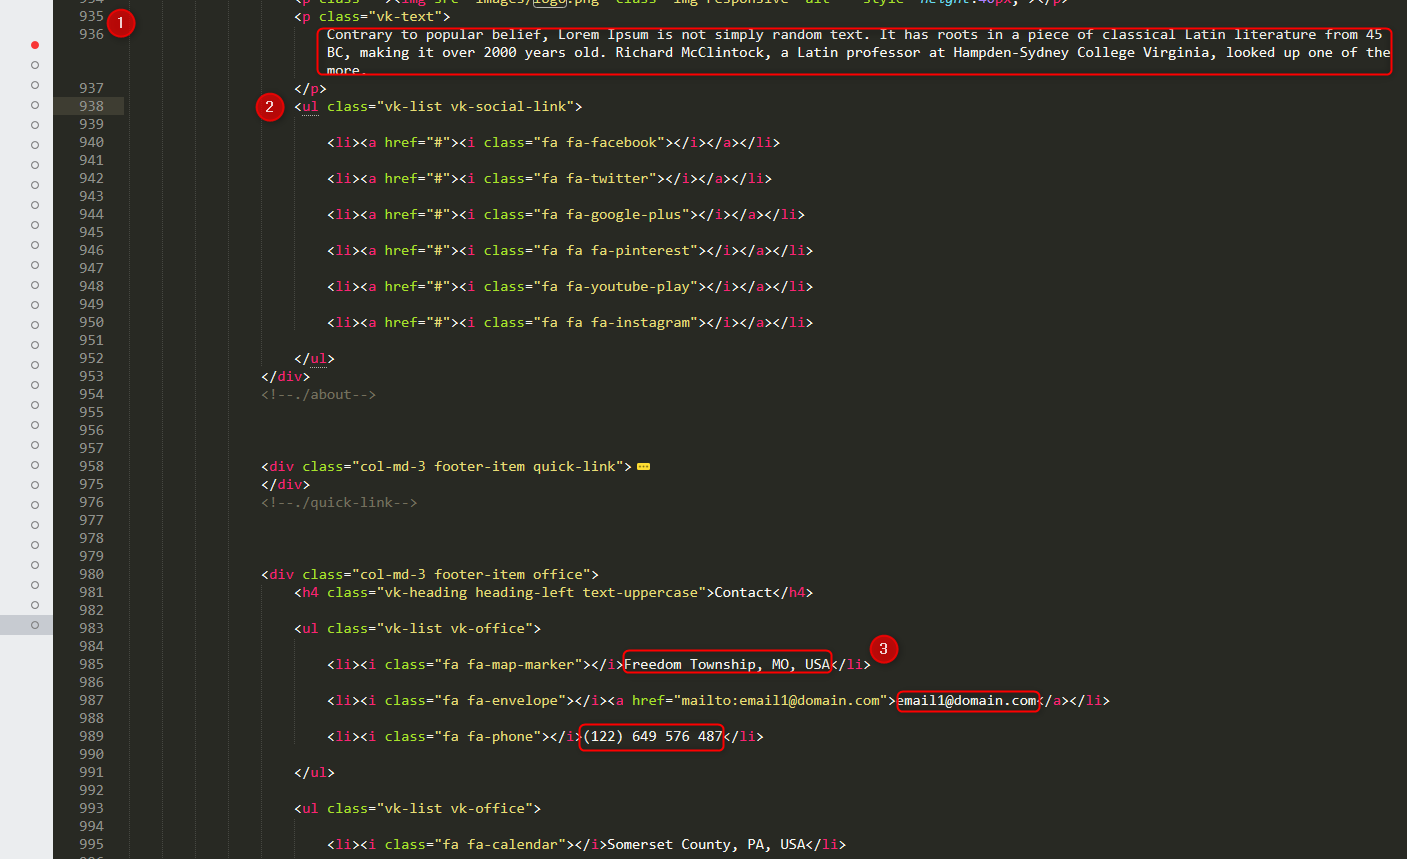 935 <p class="vk-text">
1
936 Contrary to popular belief, Lorem Ipsum is not simply random text. It has roots in a piece of classical Latin literature from 45
BC, making it over 2000 years old. Richard McClintock, a Latin professor at Hampden-Sydney College Virginia, looked up one of the
more.
937 </p>
938 2 <ul class="vk-list vk-social-link">
939
940 <li><a href="#"><i class="fa fa-facebook"></i></a></li>
941
942 <li><a href="#"><i class="fa fa-twitter"></i></a></li>
943
944 <li><a href="#"><i class="fa fa-google-plus"></i></a></li>
945
946 <li><a href="#"><i class="fa fa fa-pinterest"></i></a></li>
947
948 <li><a href="#"><i class="fa fa-youtube-play"></i></a></li>
949
950 <li><a href="#"><i class="fa fa fa-instagram"></i></a></li>
951
952 </ul>
953 </div>
954 <!--./about-->
955
956
957
958 <div class="col-md-3 footer-item quick-link">
975 </div>
976 <!--./quick-link-->
977
978
979
980 <div class="col-md-3 footer-item office">
981 <h4 class="vk-heading heading-left text-uppercase">Contact</h4>
982
983 <ul class="vk-list vk-office">
984
3
985 <li><i class="fa fa-map-marker"></i>Freedom Township, MO, USA</li>
986
987 <li><i class="fa fa-envelope"></i><a href="mailto:email1@domain.com">email1@domain.com</a></li>
988
989 <li><i class="fa fa-phone"></i>(122) 649 576 487</li>
990
991 </ul>
992
993 <ul class="vk-list vk-office">
994
995 <li><i class="fa fa-calendar"></i>Somerset County, PA, USA</li>